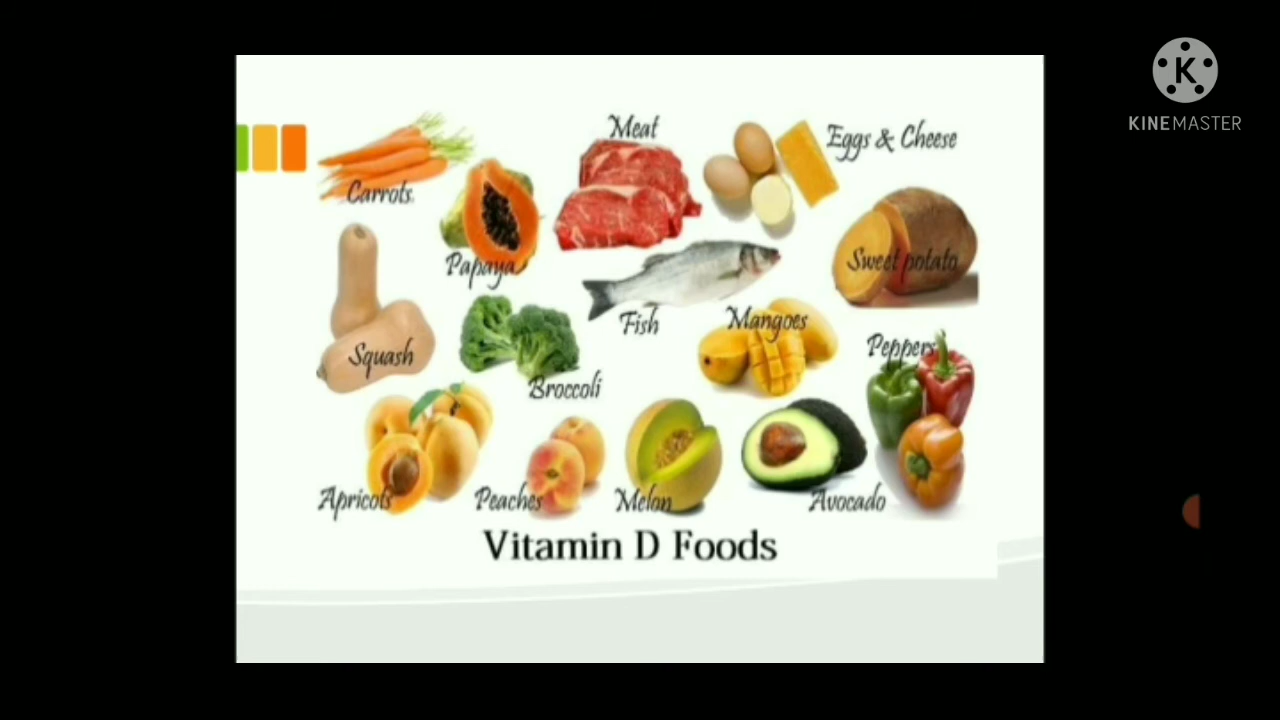 Meat
Eggs & Cheese
Carrots
Papaya
Sweet potato
Fish
Mangoes
Squash
Peppers
Broccoli
Apricots
Peaches
Melon
Avocado
Vitamin D Foods
K
KINEMASTER